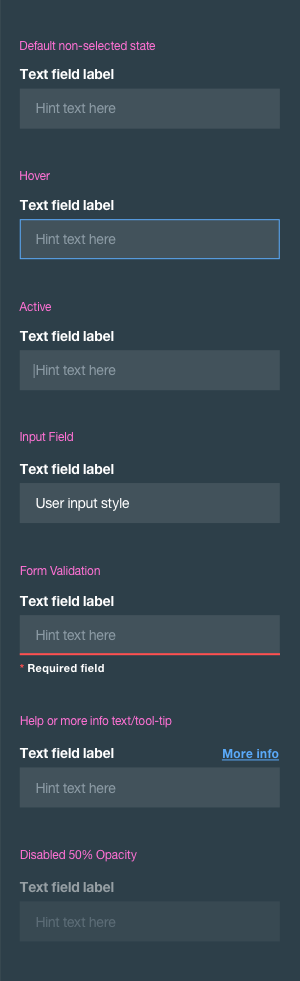 Default non-selected state
Text field label
Hint text here
Hover
Text field label
Hint text here
Active
Text field label
Hint text here
Input Field
Text field label
User input style
Form Validation
Text field label
Hint text here
* Required field
Help or more info text/tool-tip
Text field label More info
Hint text here
Disabled 50% Opacity
Text field label
Hint text here